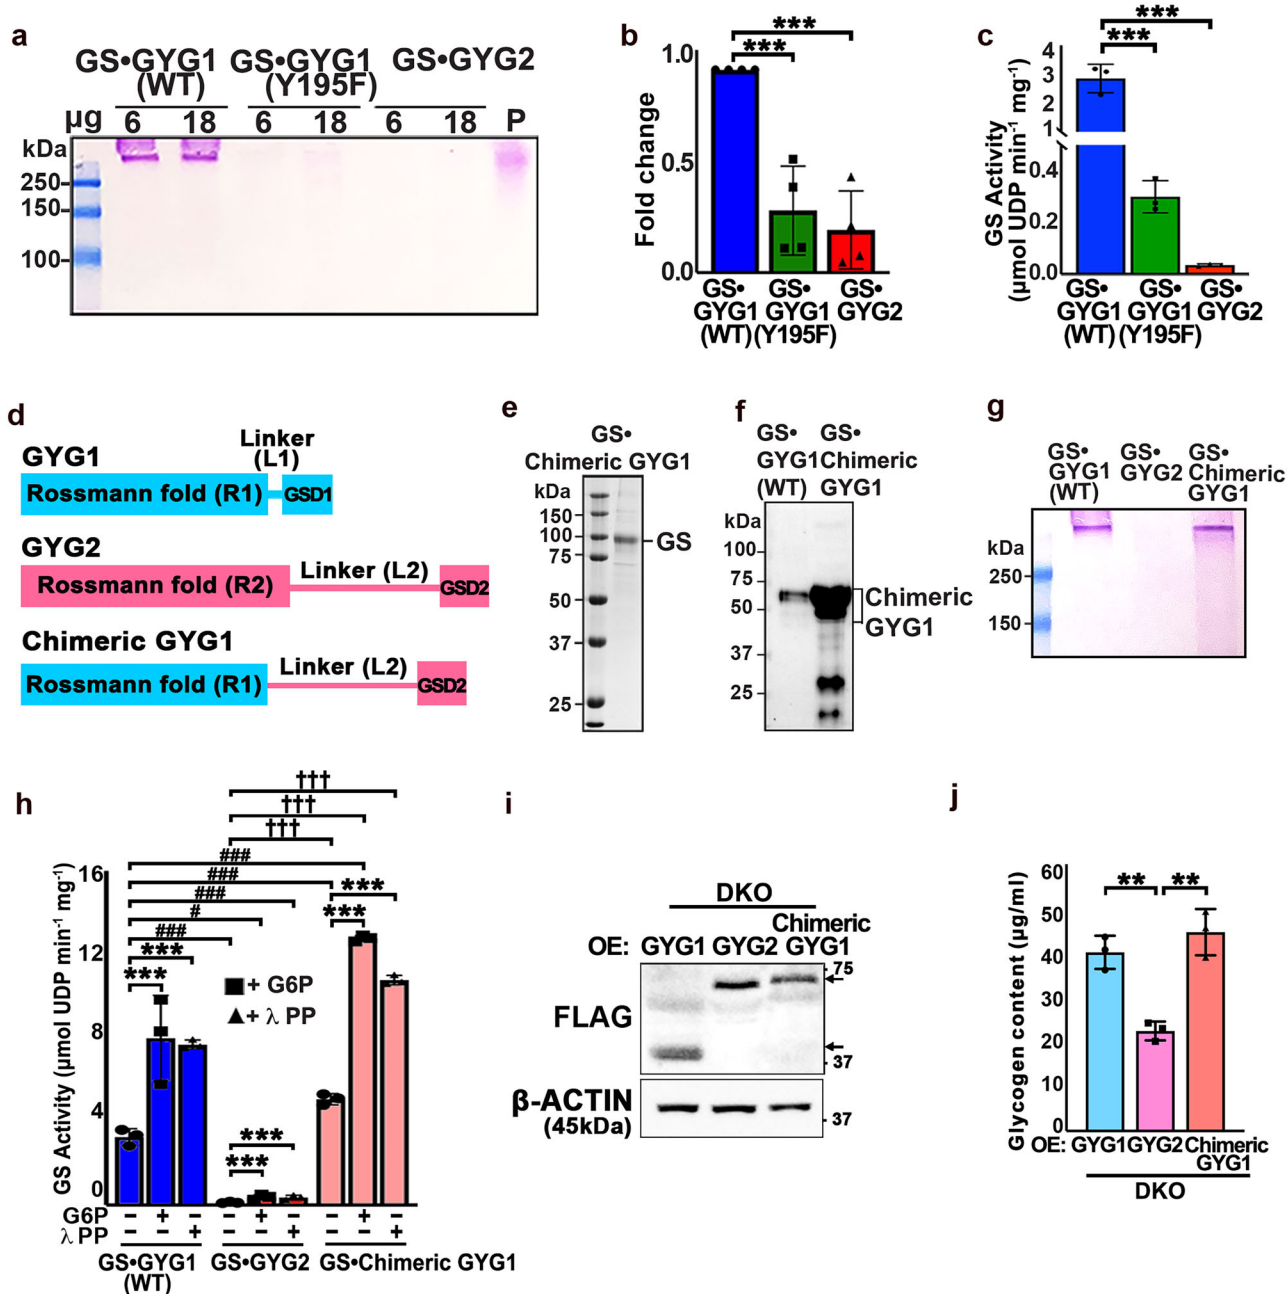 a
GS•GYG1 GS•GYG1 GS•GYG2
(WT) (Y195F)
µg 6 18 6 18 6 18 P
kDa
250
150
100
b
*** 
***
Fold change
1.0
0.5
0.0
GS• GS• GS•
GYG1 GYG1 GYG2
(WT) (Y195F)
c
***
***
GS Activity
(µmol UDP min⁻¹ mg⁻¹)
4
3
2
1
0.4
0.2
0.0
GS• GS• GS•
GYG1 GYG1 GYG2
(WT) (Y195F)
d
GYG1
Linker
(L1)
Rossmann fold (R1) GSD1
GYG2
Rossmann fold (R2) Linker (L2) GSD2
Chimeric GYG1
Rossmann fold (R1) Linker (L2) GSD2
e
GS•
Chimeric GYG1
kDa
150
100
75
50
37
25
GS
f
GS• GS•
GYG1 Chimeric
(WT) GYG1
kDa
100
75
50
37
25
Chimeric
GYG1
g
GS• GS• GS•
GYG1 GYG2 Chimeric
(WT) GYG1
kDa
250
150
h
†††
†††
†††
###
###
###
#
###
***
***
***
***
***
***
GS Activity (µmol UDP min⁻¹ mg⁻¹)
16
12
8
4
0
+ G6P
+ λ PP
G6P − + − − + − − + −
λ PP − − + − − + − − +
GS•GYG1 GS•GYG2 GS•Chimeric GYG1
(WT)
i
DKO
Chimeric
OE: GYG1 GYG2 GYG1
FLAG
75
37
β-ACTIN
(45kDa)
37
j
** **
Glycogen content (µg/ml)
60
50
40
30
20
10
0
OE: GYG1 GYG2 Chimeric
GYG1
DKO